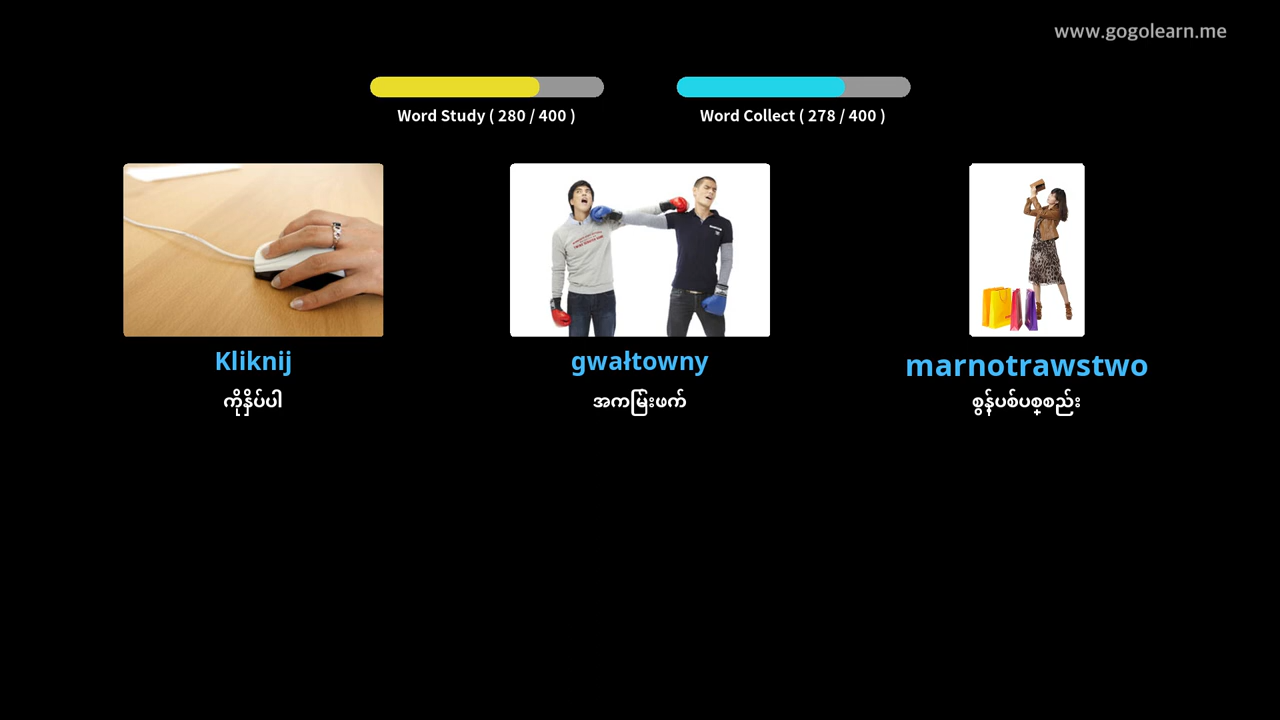 www.gogolearn.me
Word Study ( 280 / 400 )
Word Collect ( 278 / 400 )
Kliknij
gwałtowny
marnotrawstwo
ကိုနှိပ်ပါ
အကမ်ြးဖက်
စွန့်ပစ်ပစ္စည်း